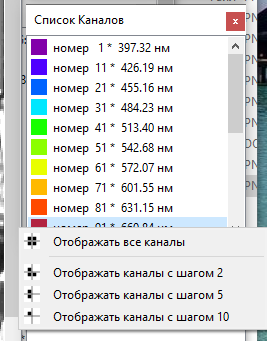 Список Каналов
x
номер 1 * 397.32 нм
номер 11 * 426.19 нм
номер 21 * 455.16 нм
номер 31 * 484.23 нм
номер 41 * 513.40 нм
номер 51 * 542.68 нм
номер 61 * 572.07 нм
номер 71 * 601.55 нм
номер 81 * 631.15 нм
номер 91 * 660.84 нм
Отображать все каналы
Отображать каналы с шагом 2
Отображать каналы с шагом 5
Отображать каналы с шагом 10